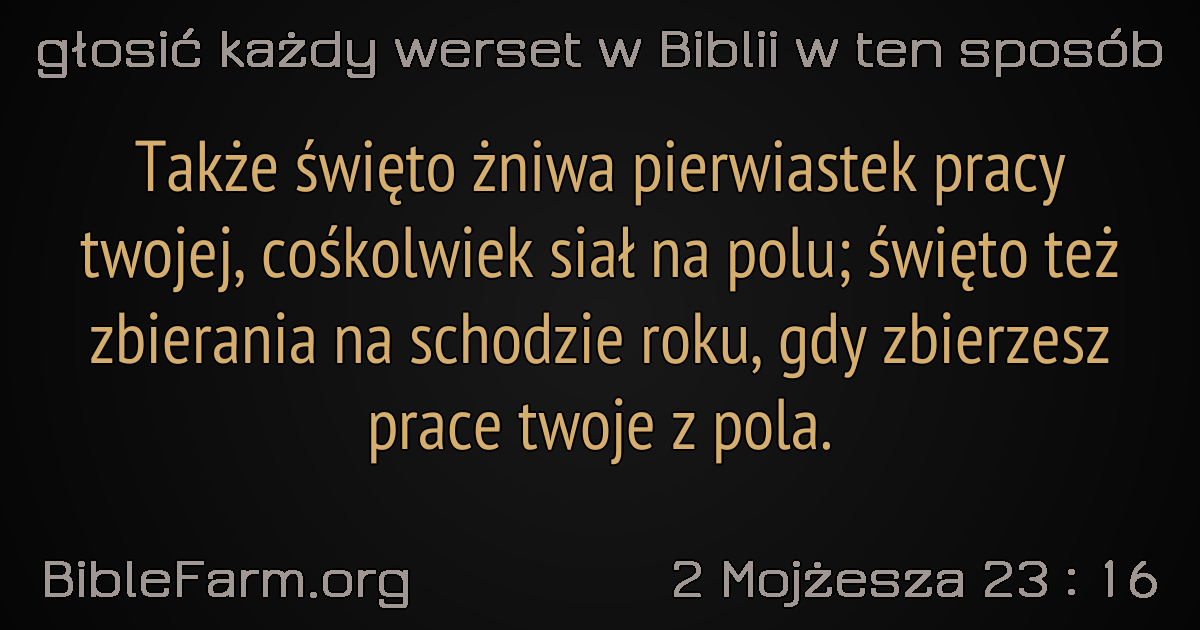 głosić każdy werset w Biblii w ten sposób
Także święto żniwa pierwiastek pracy
twojej, cośkolwiek siał na polu; święto też
zbierania na schodzie roku, gdy zbierzesz
prace twoje z pola.
BibleFarm.org
2 Mojżesza 23 : 16